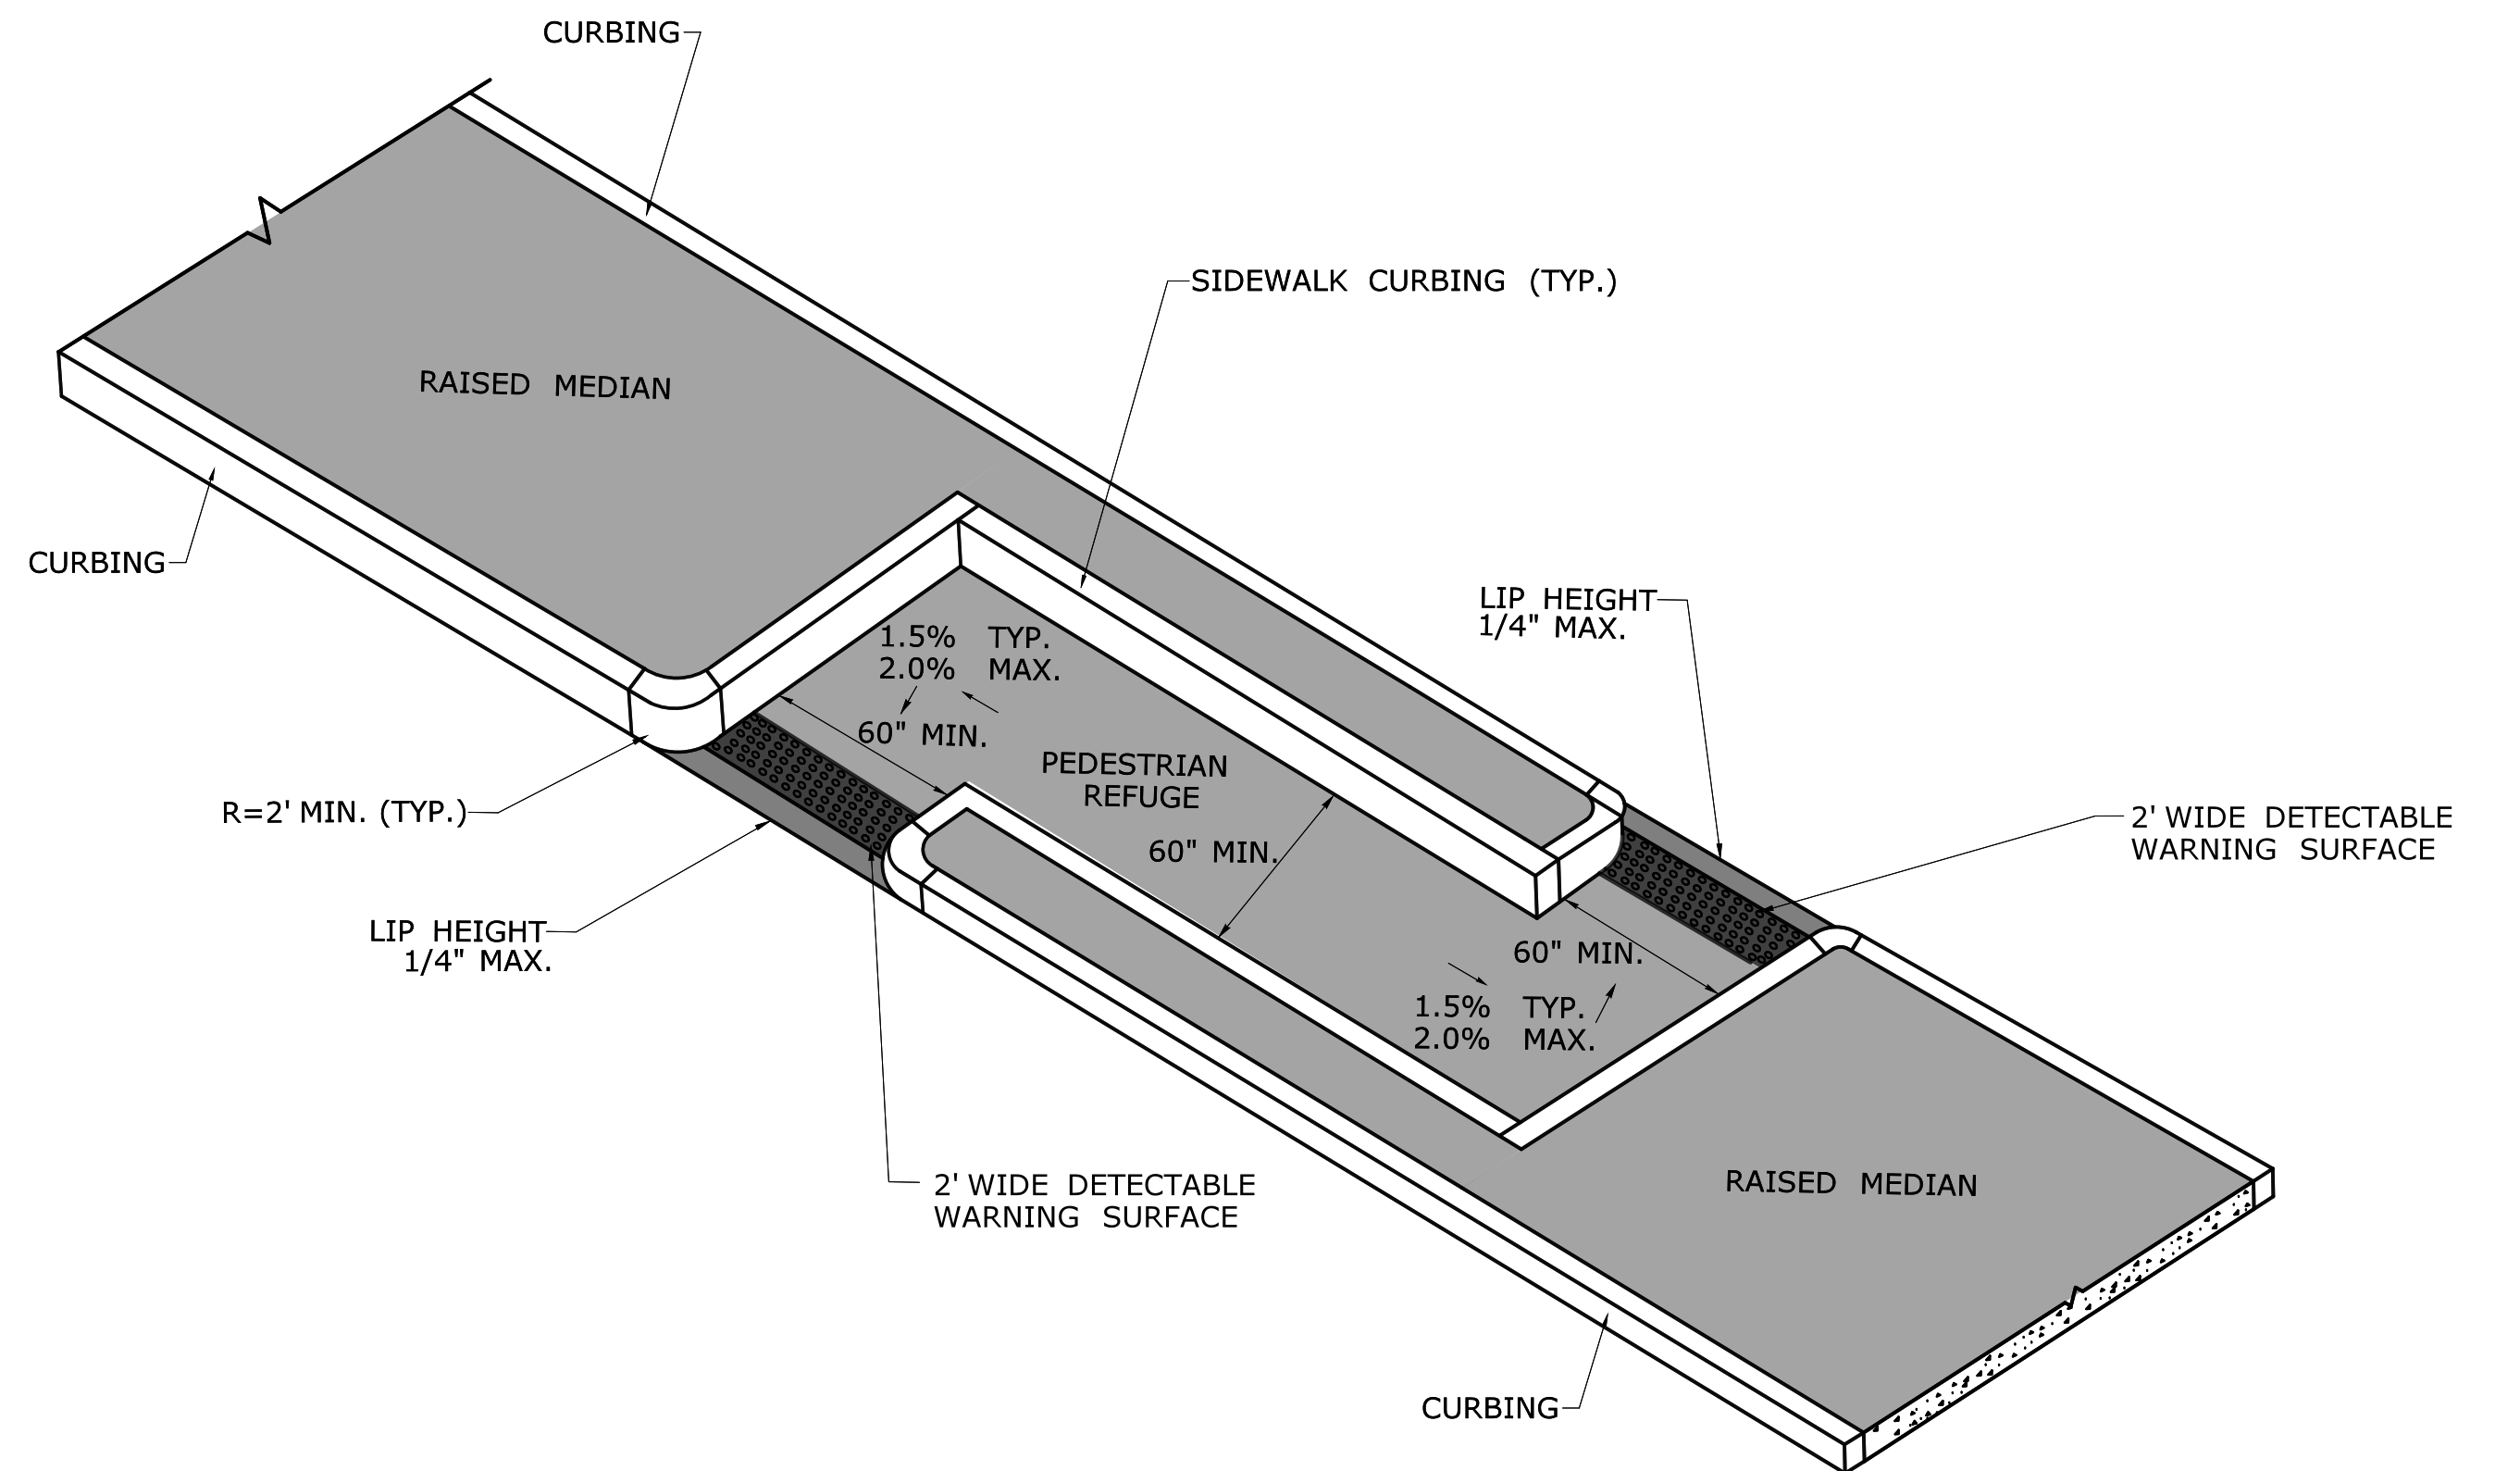 CURBING
SIDEWALK CURBING (TYP.)
RAISED MEDIAN
CURBING
LIP HEIGHT
1/4" MAX.
1.5% TYP.
2.0% MAX.
60" MIN.
PEDESTRIAN
REFUGE
60" MIN.
R=2' MIN. (TYP.)
2' WIDE DETECTABLE
WARNING SURFACE
LIP HEIGHT
1/4" MAX.
60" MIN.
1.5% TYP.
2.0% MAX.
2' WIDE DETECTABLE
WARNING SURFACE
RAISED MEDIAN
CURBING